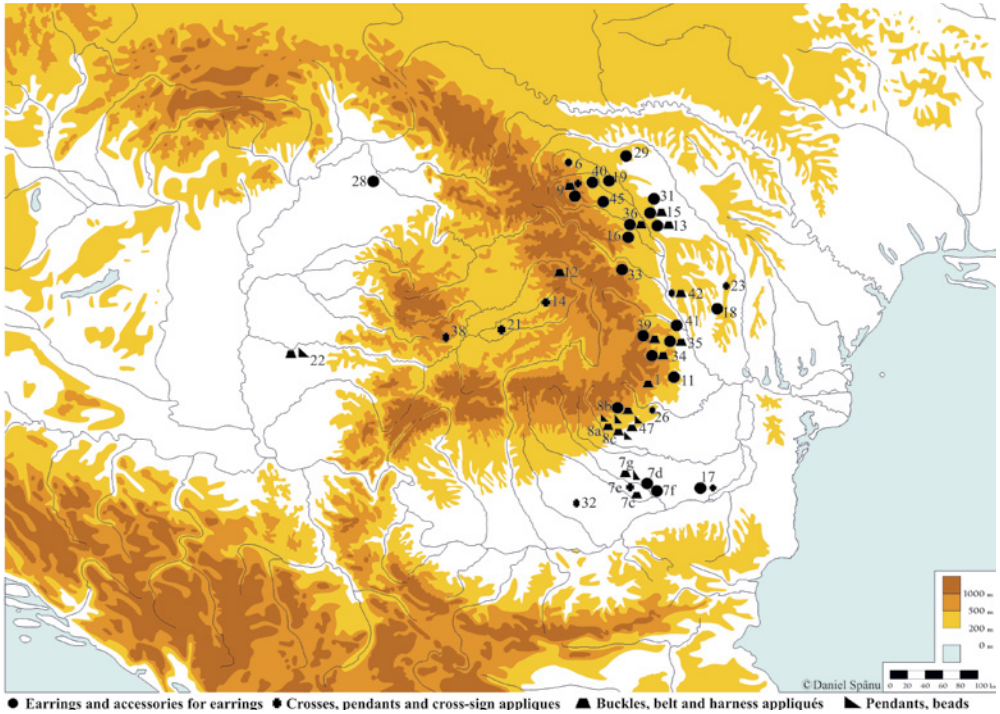 29
6
40 19
28
9
31
45
36 15
13
16
33
12
23
42
14
18
21
41
38
39
35
22
34
11
1
8b
26
47
8a
8c
7g
7d
17
7e
7f
7c
32
1000 m
500 m
200 m
0 m
© Daniel Spânu
0 20 40 60 80 100
Earrings and accessories for earrings Crosses, pendants and cross-sign appliques Buckles, belt and harness appliqués Pendants, beads